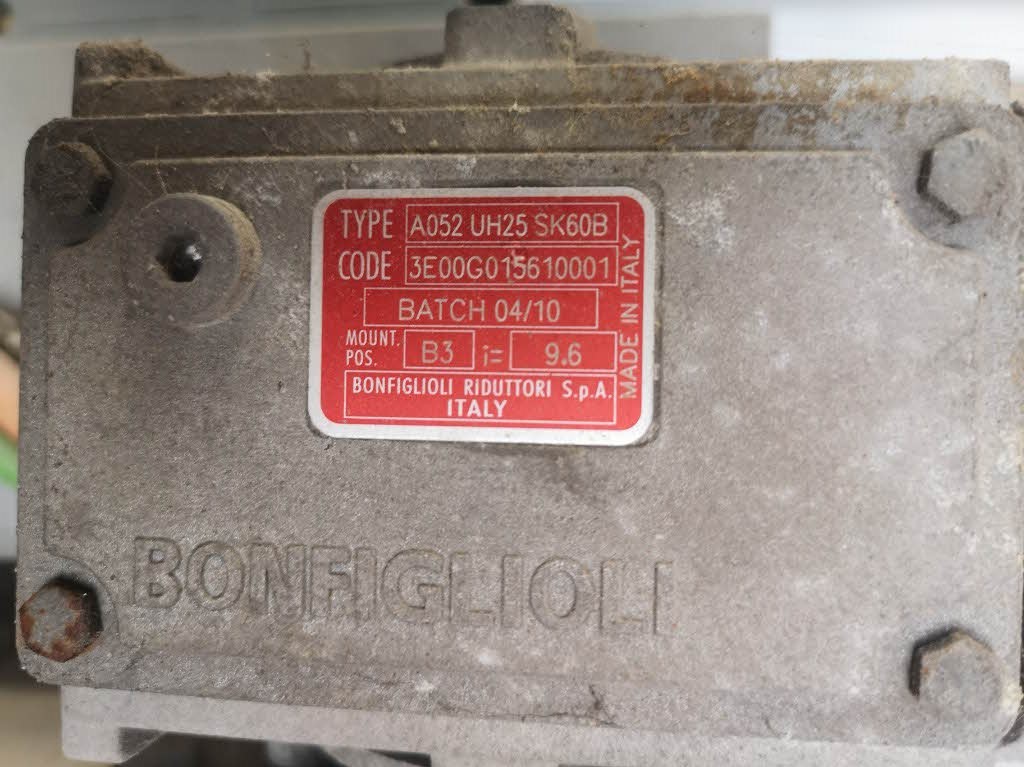 TYPE A052 UH25 SK60B
CODE 3E00G015610001
BATCH 04/10
MOUNT. POS. B3 i= 9.6
BONFIGLIOLI RIDUTTORI S.p.A.
ITALY
MADE IN ITALY
BONFIGLIOLI